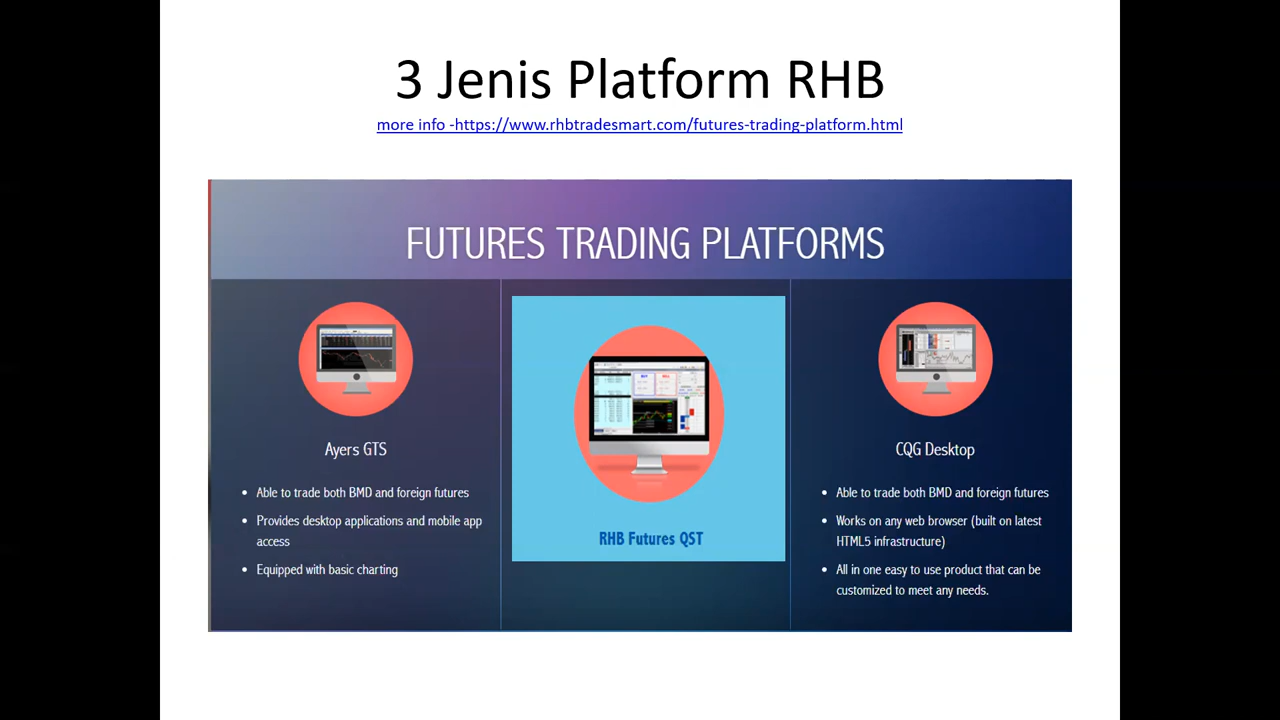 3 Jenis Platform RHB
more info -https://www.rhbtradesmart.com/futures-trading-platform.html
FUTURES TRADING PLATFORMS
Ayers GTS
• Able to trade both BMD and foreign futures
• Provides desktop applications and mobile app
access
• Equipped with basic charting
RHB Futures QST
CQG Desktop
• Able to trade both BMD and foreign futures
• Works on any web browser (built on latest
HTML5 infrastructure)
• All in one easy to use product that can be
customized to meet any needs.